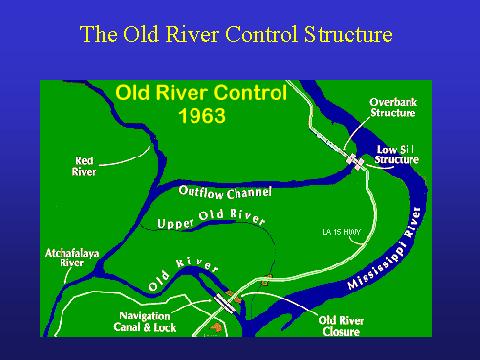 The Old River Control Structure
Old River Control
1963
Overbank
Structure
Low Sil
Structure
Red
River
Outflow Channel
Upper Old River
LA 15 HWY
Mississippi River
Atchafalaya
River
Old River
Navigation
Canal & Lock
Old River
Closure